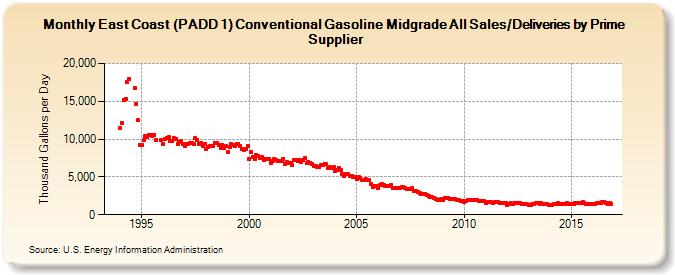 Monthly East Coast (PADD 1) Conventional Gasoline Midgrade All Sales/Deliveries by Prime
Supplier
Thousand Gallons per Day
20,000
15,000
10,000
5,000
0
1995
2000
2005
2010
2015
Source: U.S. Energy Information Administration